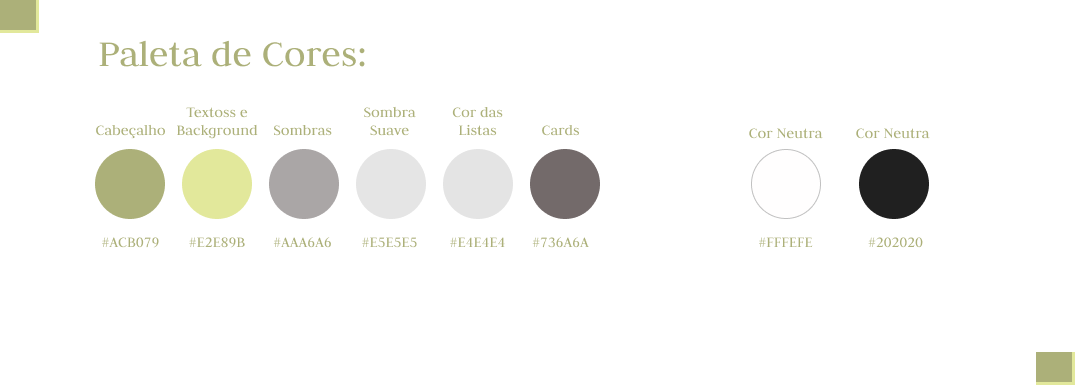 Paleta de Cores:
Cabeçalho
Textoss e
Background
Sombras
Sombra
Suave
Cor das
Listas
Cards
Cor Neutra
Cor Neutra
#ACB079
#E2E89B
#AAA6A6
#E5E5E5
#E4E4E4
#736A6A
#FFFEFE
#202020